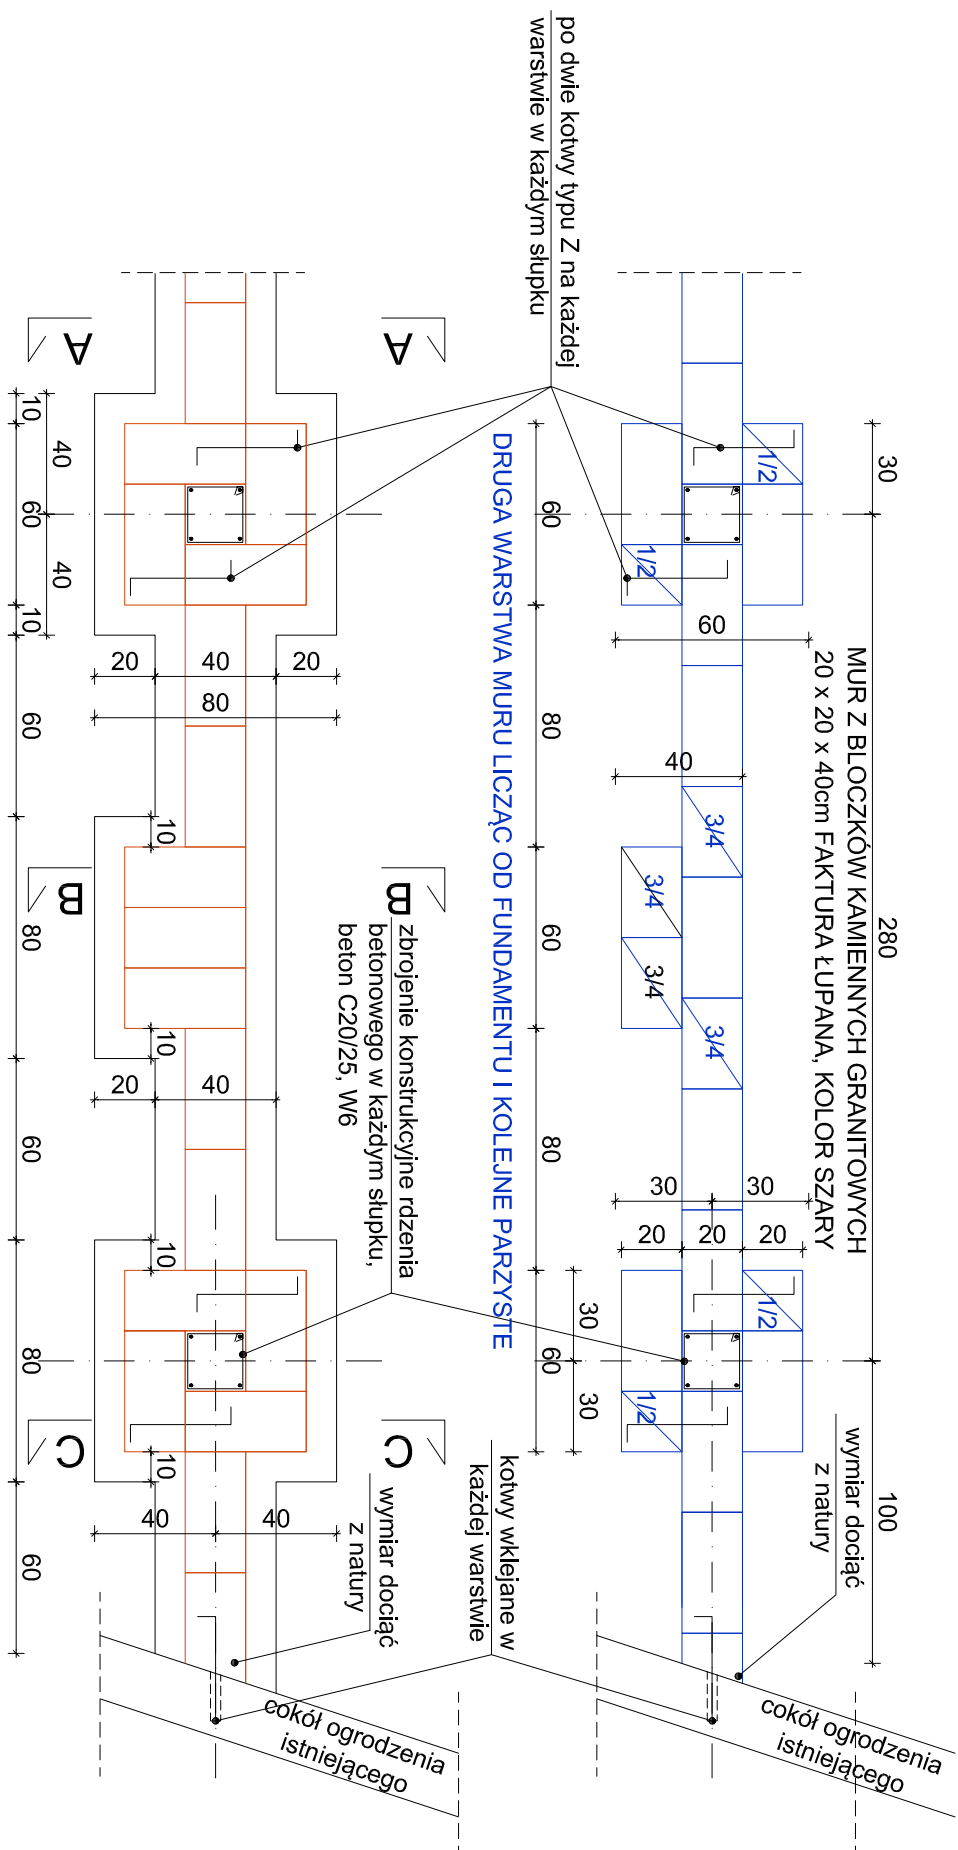 MUR Z BLOCZKÓW KAMIENNYCH GRANITOWYCH
20 x 20 x 40cm FAKTURA ŁUPANA, KOLOR SZARY
30
280
100
wymiar dociąć
z natury
1/2
1/2
60
40
3/4
3/4
3/4
3/4
30
30
20
20
20
1/2
1/2
cokół ogrodzenia
istniejącego
60
80
60
80
60
30
30
po dwie kotwy typu Z na każdej
warstwie w każdym słupku
DRUGA WARSTWA MURU LICZĄC OD FUNDAMENTU I KOLEJNE PARZYSTE
kotwy wklejane w
każdej warstwie
zbrojenie konstrukcyjne rdzenia
betonowego w każdym słupku,
beton C20/25, W6
wymiar dociąć
z natury
A
B
C
20
40
20
80
10
10
20
40
10
10
40
40
cokół ogrodzenia
istniejącego
A
B
C
40
40
10
60
10
60
80
60
80
60